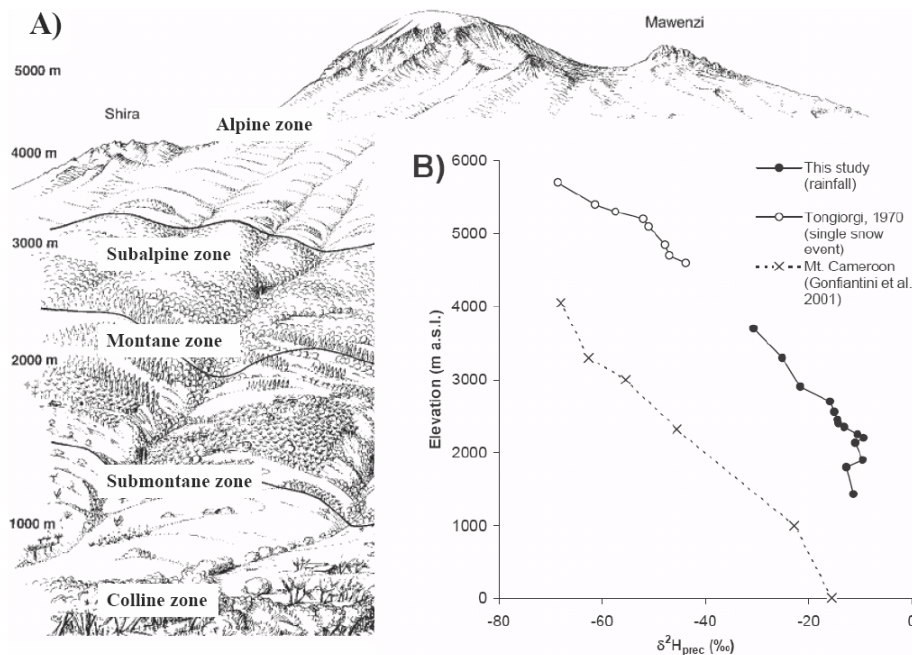 A)
Mawenzi
5000 m
Shira
Alpine zone
4000 m
3000 m
Subalpine zone
Montane zone
2000 m
Submontane zone
1000 m
Colline zone
B)
6000
5000
4000
3000
2000
1000
0
Elevation (m a.s.l.)
-80
-60
-40
-20
0
δ²Hprec (‰)
This study
(rainfall)
Tongiorgi, 1970
(single snow
event)
Mt. Cameroon
(Gonfiantini et al.
2001)